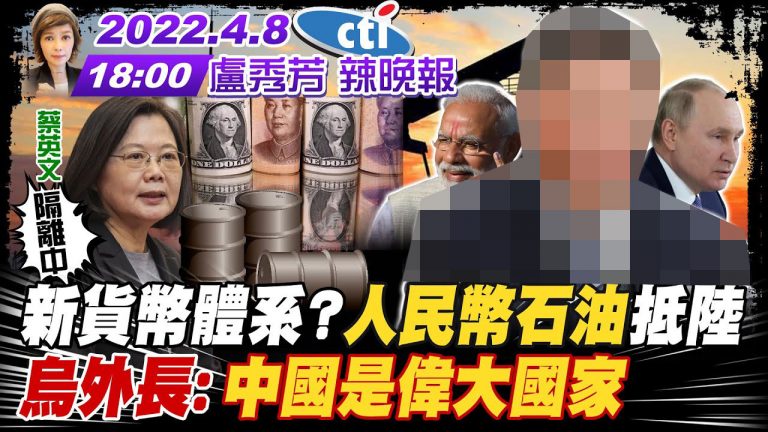 2022.4.8
cti
18:00
盧秀芳 辣晚報
蔡英文
隔離中
新貨幣體系?人民幣石油抵陸
烏外長:中國是偉大國家
ONE DOLLAR